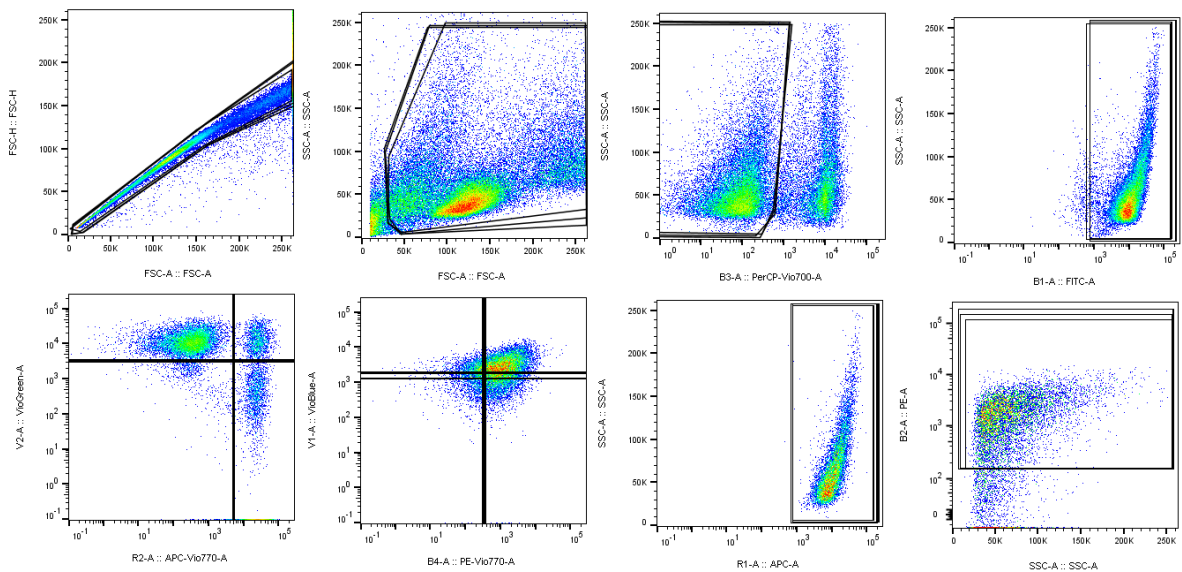 250K
200K
150K
100K
50K
0
FSC-H :: FSC-H
0 50K 100K 150K 200K 250K
FSC-A :: FSC-A
250K
200K
150K
100K
50K
0
SSC-A :: SSC-A
0 50K 100K 150K 200K 250K
FSC-A :: FSC-A
250K
200K
150K
100K
50K
0
SSC-A :: SSC-A
10^0 10^1 10^2 10^3 10^4 10^5
B3-A :: PerCP-Vio700-A
250K
200K
150K
100K
50K
0
SSC-A :: SSC-A
10^-1 10^1 10^3 10^5
B1-A :: FITC-A
10^5
10^4
10^3
10^2
10^1
10^0
10^-1
V2-A :: VioGreen-A
10^-1 10^1 10^3 10^5
R2-A :: APC-Vio770-A
10^5
10^4
10^3
10^2
10^1
10^0
10^-1
V1-A :: VioBlue-A
10^-1 10^1 10^3 10^5
B4-A :: PE-Vio770-A
250K
200K
150K
100K
50K
0
SSC-A :: SSC-A
10^-1 10^1 10^3 10^5
R1-A :: APC-A
10^5
10^4
10^3
10^2
0
B2-A :: PE-A
0 50K 100K 150K 200K 250K
SSC-A :: SSC-A